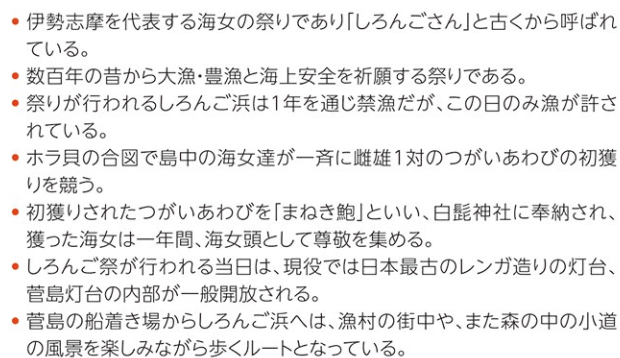 • 伊勢志摩を代表する海女の祭りであり「しろんごさん」と古くから呼ばれ
ている。
• 数百年の昔から大漁・豊漁と海上安全を祈願する祭りである。
• 祭りが行われるしろんご浜は1年を通じ禁漁だが、この日のみ漁が許さ
れている。
• ホラ貝の合図で島中の海女達が一斉に雌雄1対のつがいあわびの初獲
りを競う。
• 初獲りされたつがいあわびを「まねき鮑」といい、白髭神社に奉納され、
獲った海女は一年間、海女頭として尊敬を集める。
• しろんご祭が行われる当日は、現役では日本最古のレンガ造りの灯台、
菅島灯台の内部が一般開放される。
• 菅島の船着き場からしろんご浜へは、漁村の街中や、また森の中の小道
の風景を楽しみながら歩くルートとなっている。